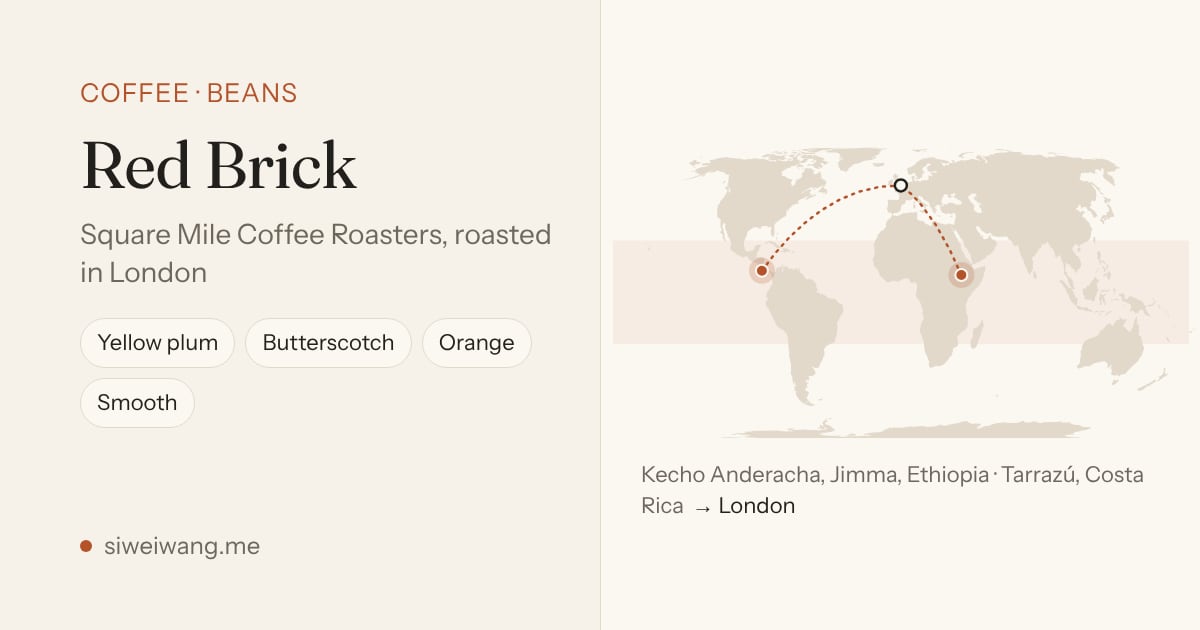 COFFEE · BEANS
Red Brick
Square Mile Coffee Roasters, roasted
in London
Yellow plum
Butterscotch
Orange
Smooth
siweiwang.me
Kecho Anderacha, Jimma, Ethiopia · Tarrazú, Costa
Rica → London